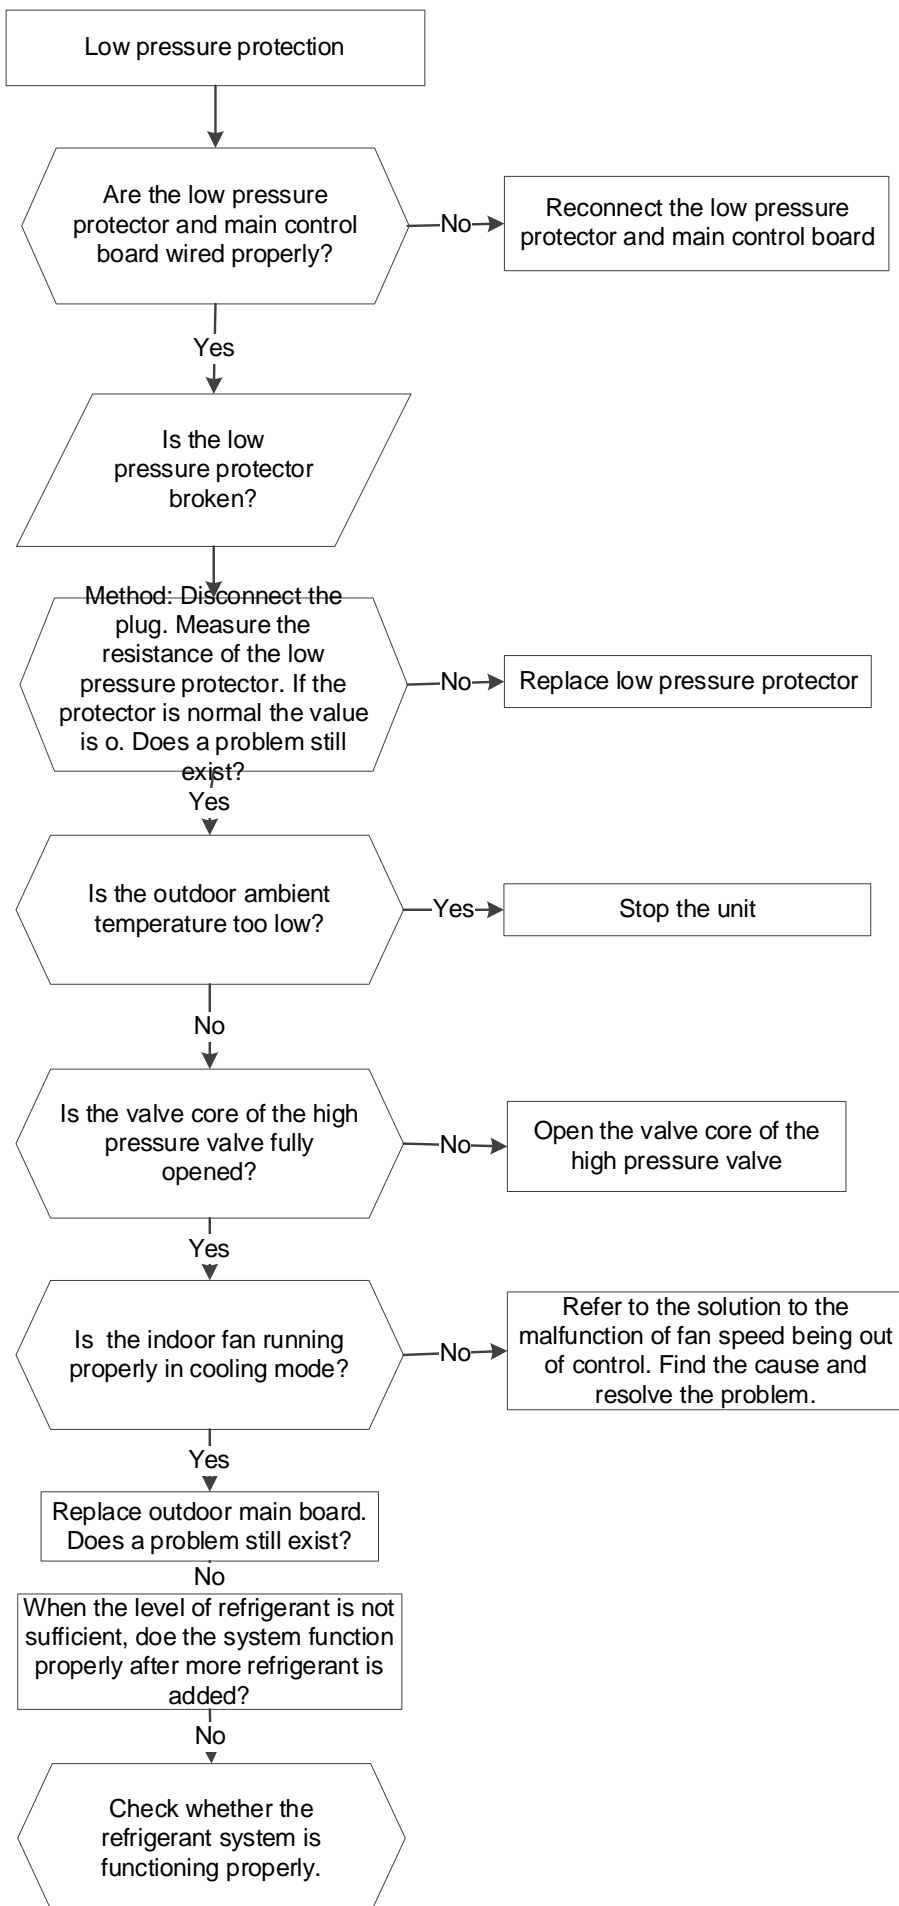 Low pressure protection
Are the low pressure
protector and main control
board wired properly?
No
Reconnect the low pressure
protector and main control board
Yes
Is the low
pressure protector
broken?
Method: Disconnect the
plug. Measure the
resistance of the low
pressure protector. If the
protector is normal the value
is o. Does a problem still
exist?
No
Replace low pressure protector
Yes
Is the outdoor ambient
temperature too low?
Yes
Stop the unit
No
Is the valve core of the high
pressure valve fully
opened?
No
Open the valve core of the
high pressure valve
Yes
Is the indoor fan running
properly in cooling mode?
No
Refer to the solution to the
malfunction of fan speed being out
of control. Find the cause and
resolve the problem.
Yes
Replace outdoor main board.
Does a problem still exist?
No
When the level of refrigerant is not
sufficient, doe the system function
properly after more refrigerant is
added?
No
Check whether the
refrigerant system is
functioning properly.